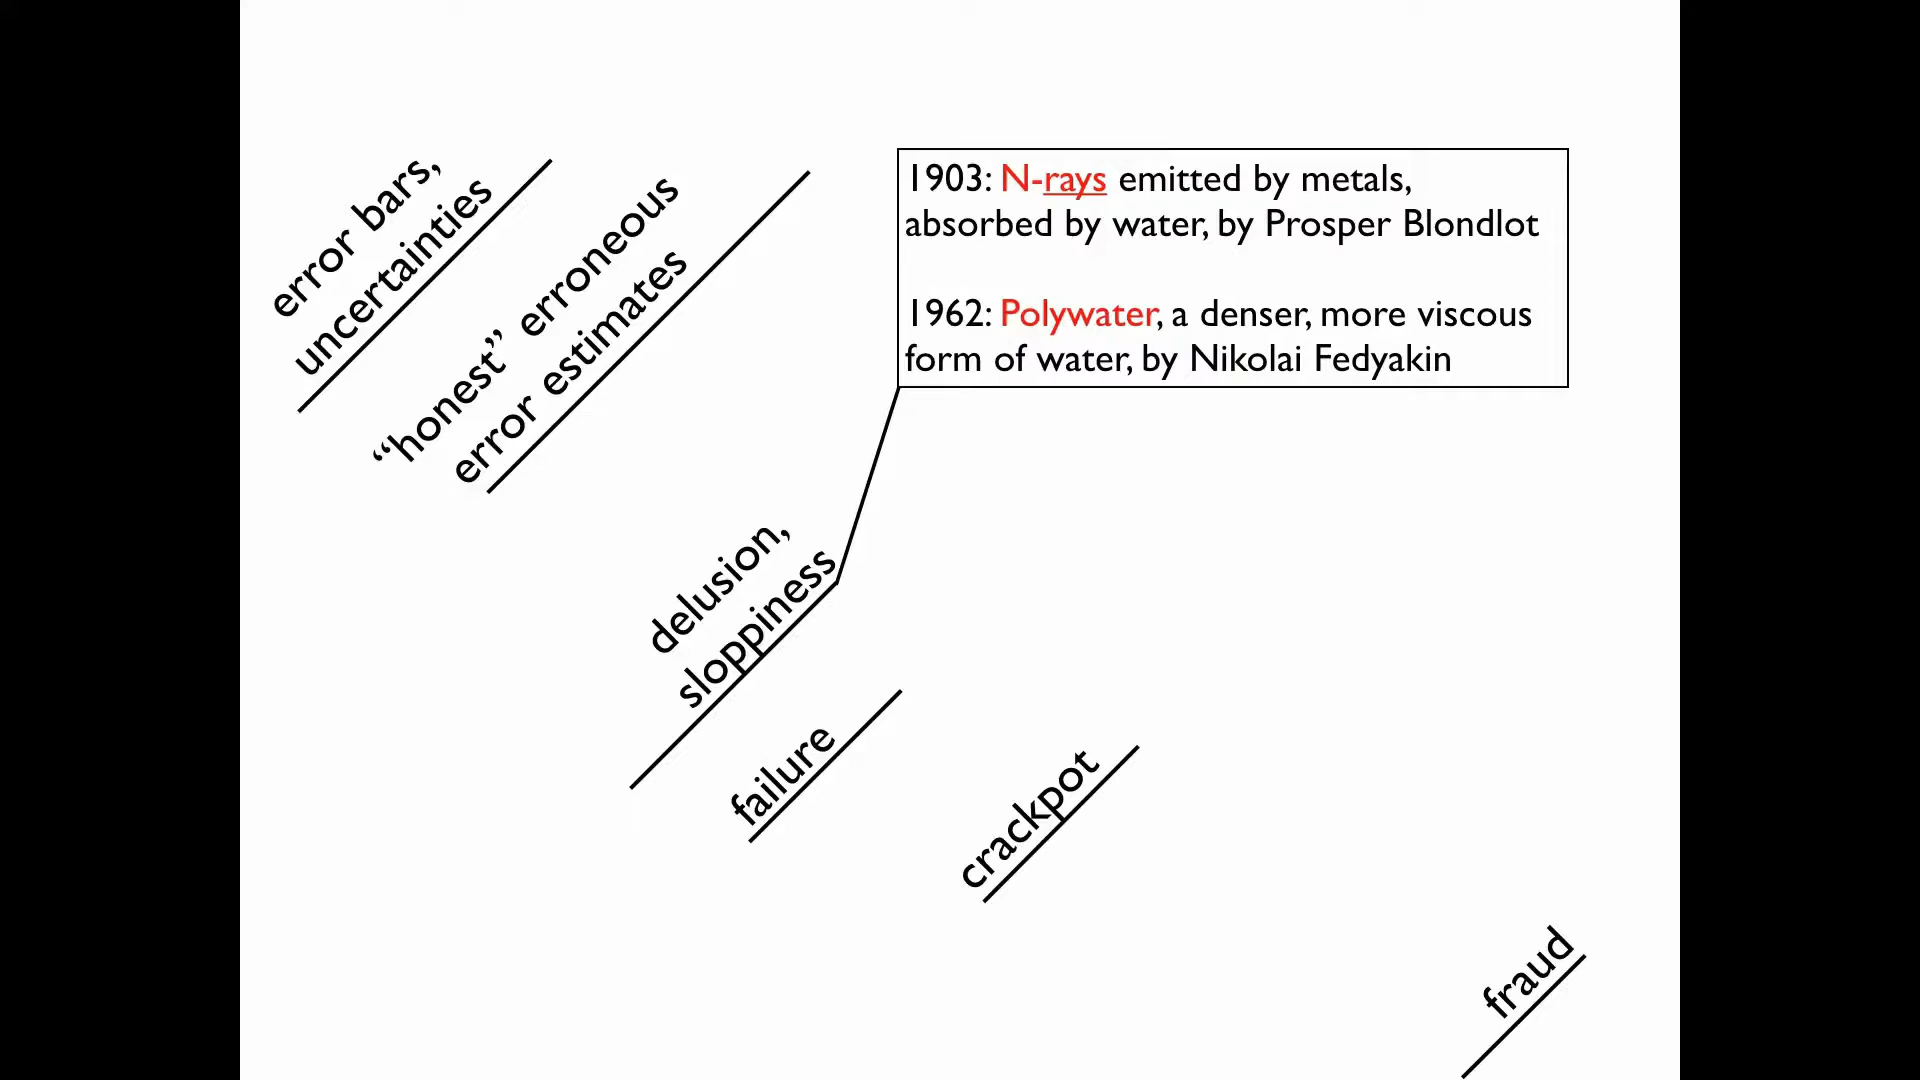 error bars,
uncertainties
“honest” erroneous
error estimates
1903: N-rays emitted by metals,
absorbed by water, by Prosper Blondlot
1962: Polywater, a denser, more viscous
form of water, by Nikolai Fedyakin
delusion,
sloppiness
failure
crackpot
fraud